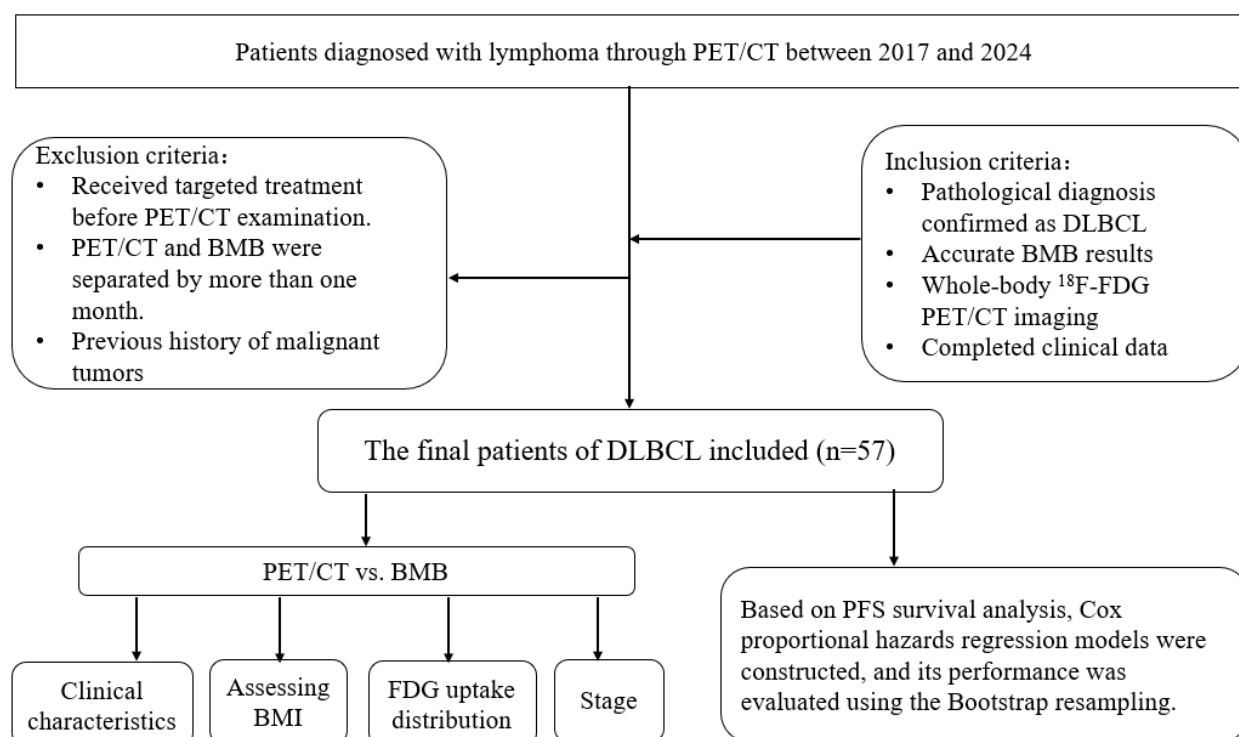 Patients diagnosed with lymphoma through PET/CT between 2017 and 2024
Exclusion criteria：
• Received targeted treatment
before PET/CT examination.
• PET/CT and BMB were
separated by more than one
month.
• Previous history of malignant
tumors
Inclusion criteria：
• Pathological diagnosis
confirmed as DLBCL
• Accurate BMB results
• Whole-body ¹⁸F-FDG
PET/CT imaging
• Completed clinical data
The final patients of DLBCL included (n=57)
PET/CT vs. BMB
Clinical
characteristics
Assessing
BMI
FDG uptake
distribution
Stage
Based on PFS survival analysis, Cox
proportional hazards regression models were
constructed, and its performance was
evaluated using the Bootstrap resampling.